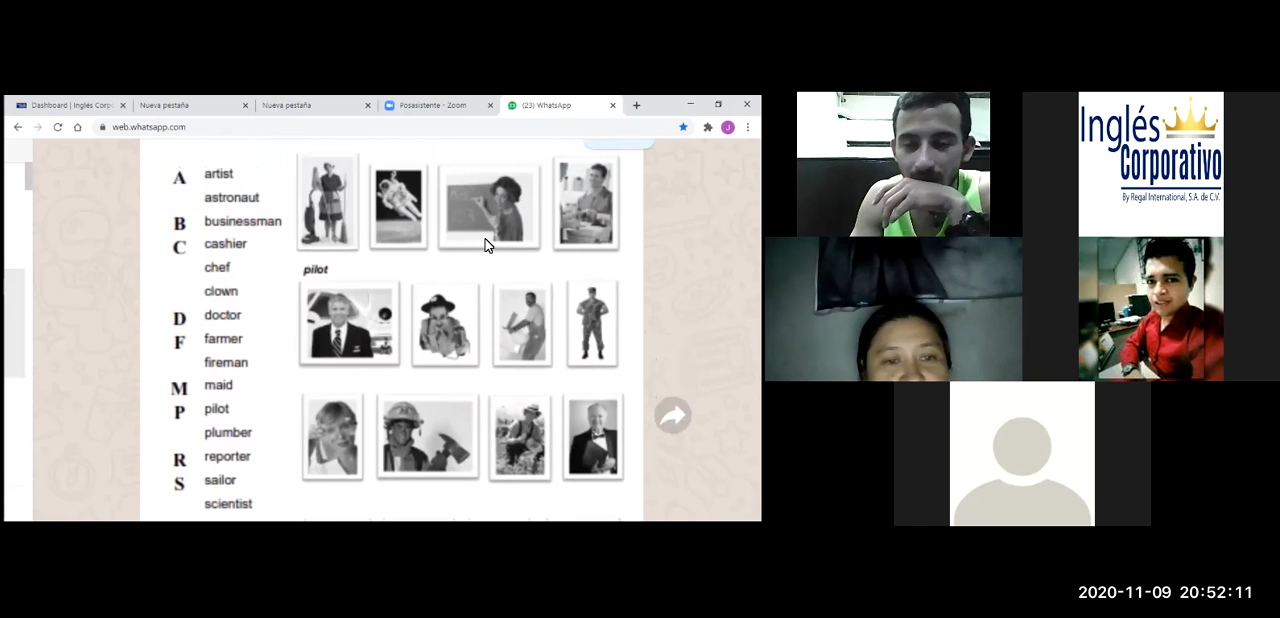 Dashboard | Inglés Corp
Nueva pestaña
Nueva pestaña
Posasistente - Zoom
(23) WhatsApp
web.whatsapp.com
J
A artist
astronaut
B businessman
C cashier
chef
clown
D doctor
F farmer
fireman
M maid
P pilot
plumber
R reporter
S sailor
scientist
pilot
Inglés
Corporativo
By Regal International, S.A. de C.V.
2020-11-09 20:52:11